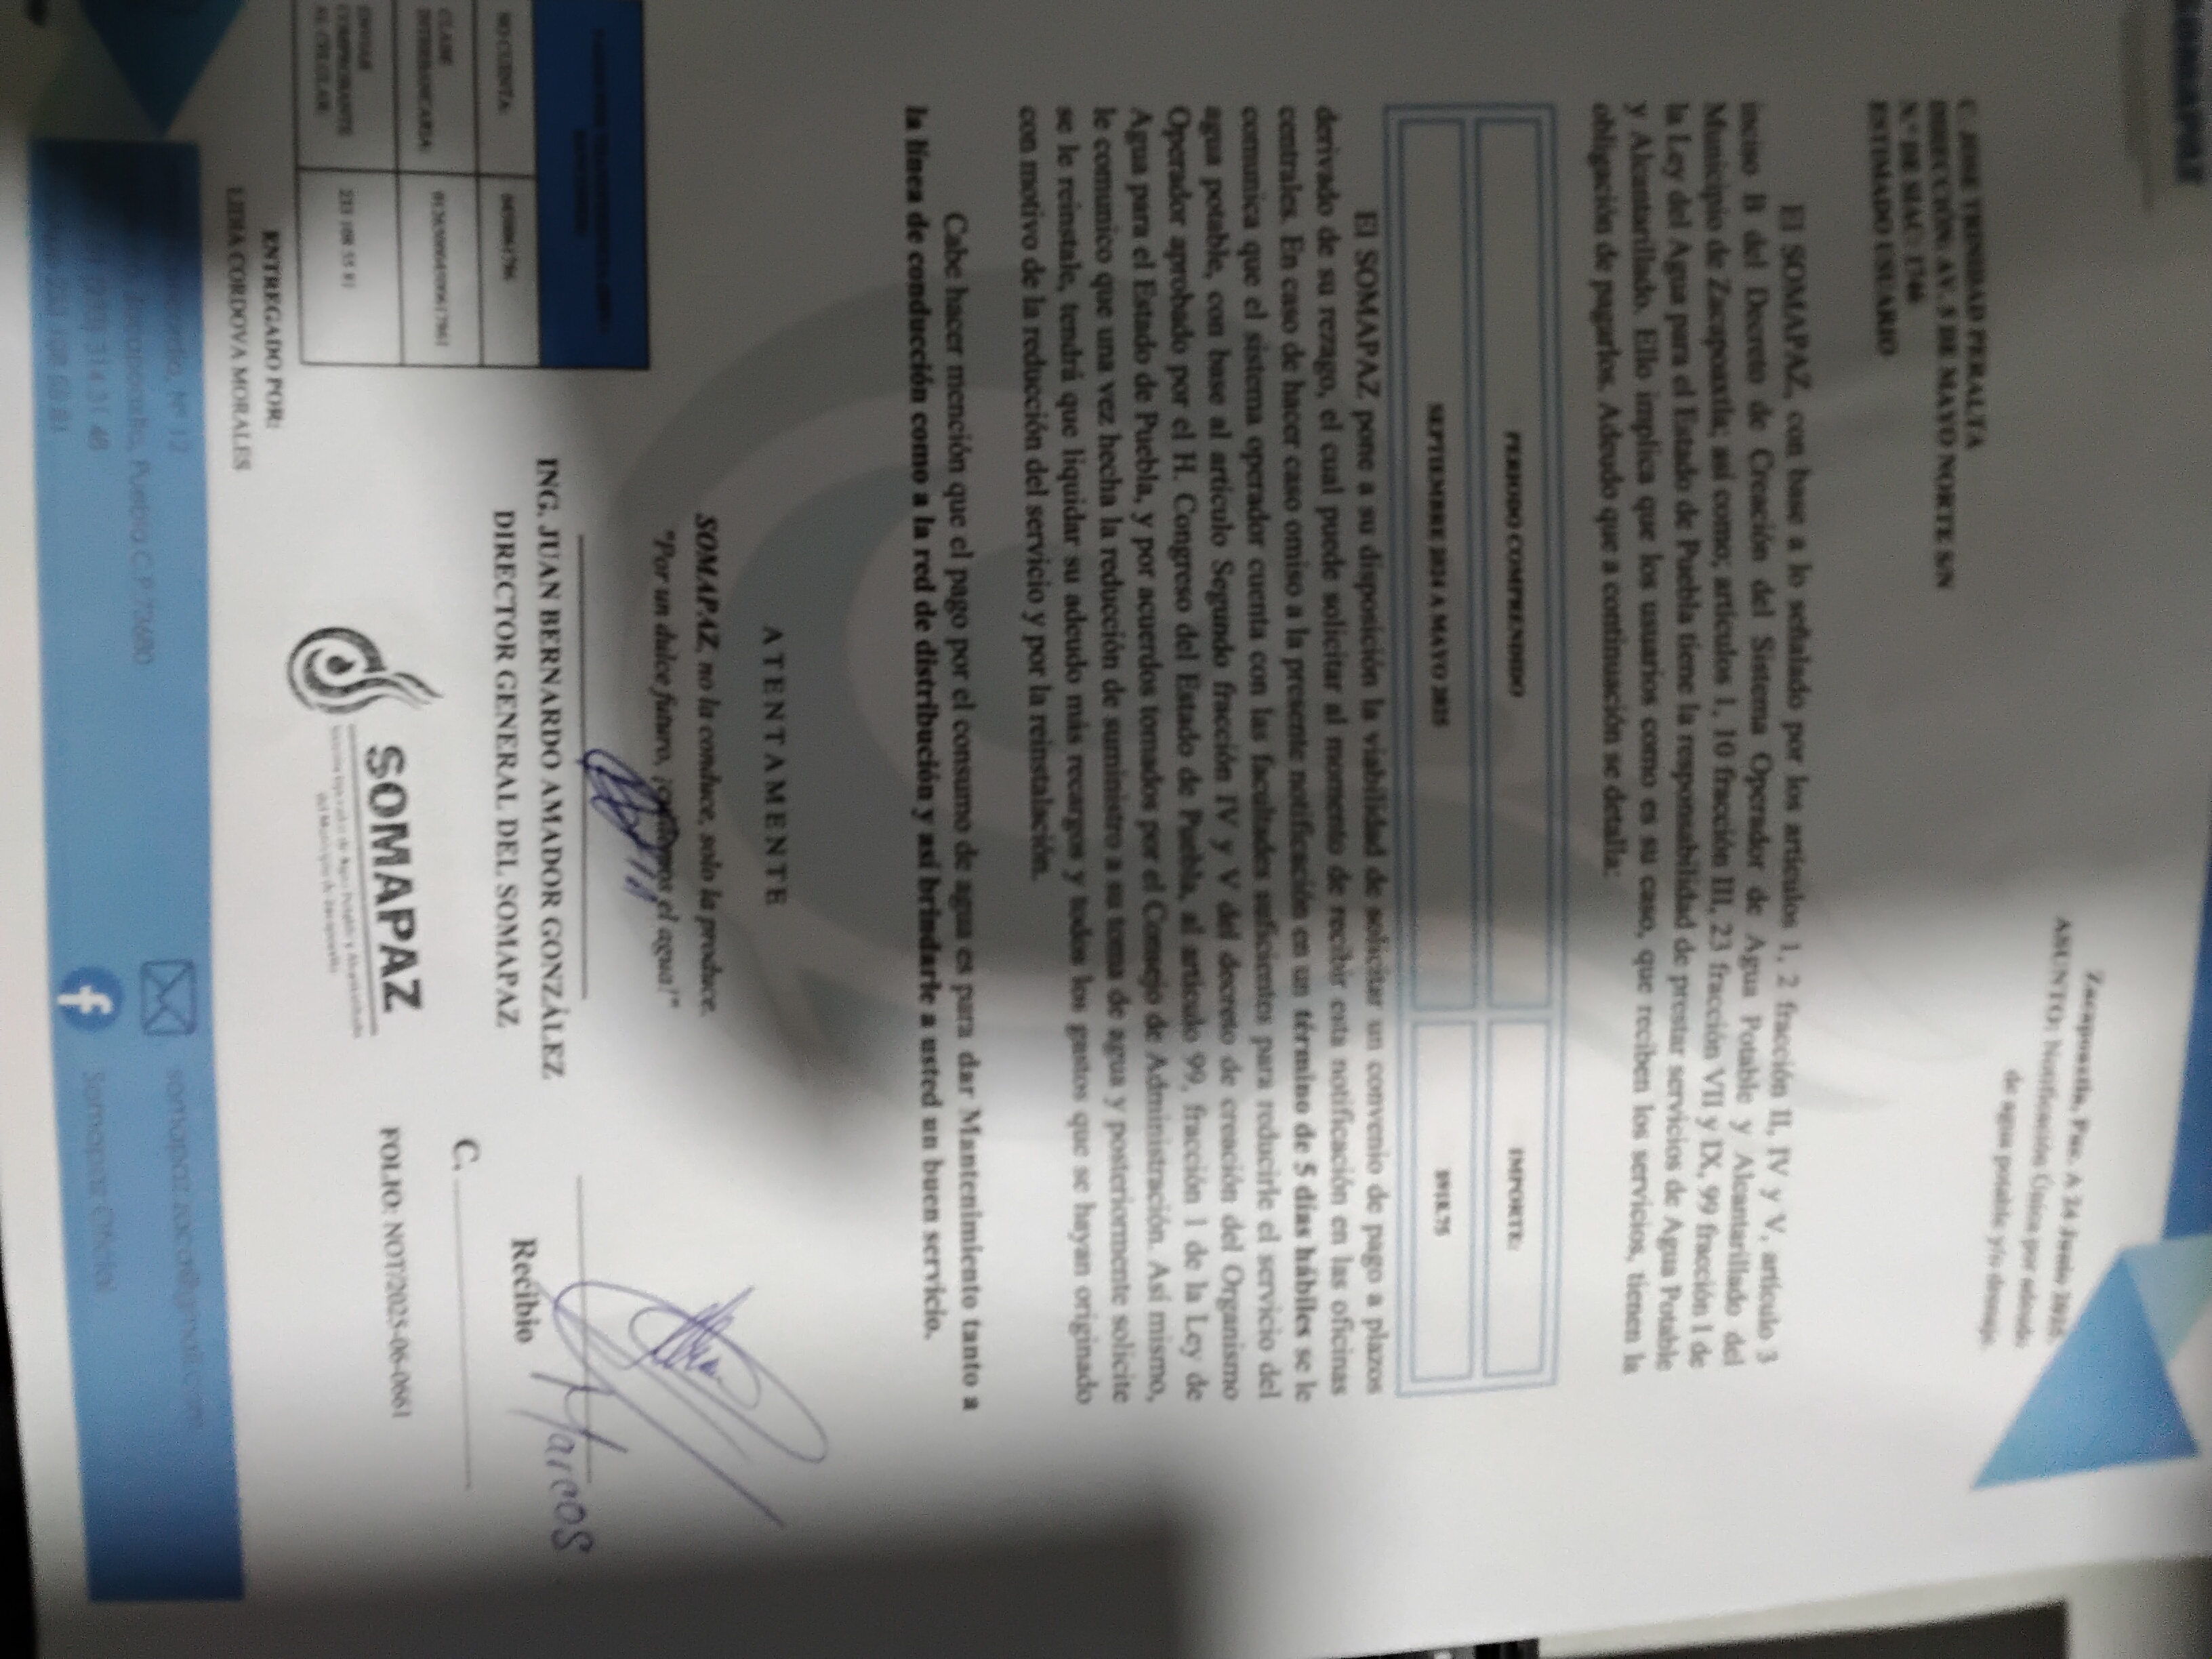 SOMAPAZ
Zacapoaxtla, Pue. A 24 Junio 2025.
ASUNTO: Notificación Única por adeudo
de agua potable y/o drenaje.
C. JOSE TRINIDAD PERALTA
DIRECCIÓN: AV. 5 DE MAYO NORTE S/N
N.° DE SIAC: 1746
ESTIMADO USUARIO
El SOMAPAZ, con base a lo señalado por los artículos 1, 2 fracción II, IV y V, artículo 3
inciso B del Decreto de Creación del Sistema Operador de Agua Potable y Alcantarillado del
Municipio de Zacapoaxtla; así como; artículos 1, 10 fracción III, 23 fracción VII y IX, 99 fracción 1 de
la Ley del Agua para el Estado de Puebla tiene la responsabilidad de prestar servicios de Agua Potable
y Alcantarillado. Ello implica que los usuarios como es su caso, que reciben los servicios, tienen la
obligación de pagarlos. Adeudo que a continuación se detalla:
PERIODO COMPRENDIDO IMPORTE:
SEPTIEMBRE 2024 A MAYO 2025 $918.75
El SOMAPAZ pone a su disposición la viabilidad de solicitar un convenio de pago a plazos
derivado de su rezago, el cual puede solicitar al momento de recibir esta notificación en las oficinas
centrales. En caso de hacer caso omiso a la presente notificación en un término de 5 días hábiles se le
comunica que el sistema operador cuenta con las facultades suficientes para reducirle el servicio del
agua potable, con base al artículo Segundo fracción IV y V del decreto de creación del Organismo
Operador aprobado por el H. Congreso del Estado de Puebla, al artículo 99, fracción 1 de la Ley de
Agua para el Estado de Puebla, y por acuerdos tomados por el Consejo de Administración. Así mismo,
le comunico que una vez hecha la reducción de suministro a su toma de agua y posteriormente solicite
se le reinstale, tendrá que liquidar su adeudo más recargos y todos los gastos que se hayan originado
con motivo de la reducción del servicio y por la reinstalación.
Cabe hacer mención que el pago por el consumo de agua es para dar Mantenimiento tanto a
la línea de conducción como a la red de distribución y así brindarle a usted un buen servicio.
ATENTAMENTE
SOMAPAZ, no la conduce, solo la produce.
"Por un dulce futuro, ¡cuidemos el agua!"
ING. JUAN BERNARDO AMADOR GONZÁLEZ
DIRECTOR GENERAL DEL SOMAPAZ
Marcos
Recibio
C.
FOLIO: NOT/2025-06-0661
NO CUENTA:
CLABE
INTERBANCARIA:
ENVIAR
COMPROBANTE
AL CELULAR: 233 108 55 81
SOMAPAZ
Sistema Operador de Agua Potable y Alcantarillado
del Municipio de Zacapoaxtla
ENTREGADO POR:
LIDIA CORDOVA MORALES
Concordia, N° 12
Zacapoaxtla, Puebla C.P. 73680
(233) 314 31 48
233 108 55 81
somapaz.zaca@gmail.com
Somapaz Oficial